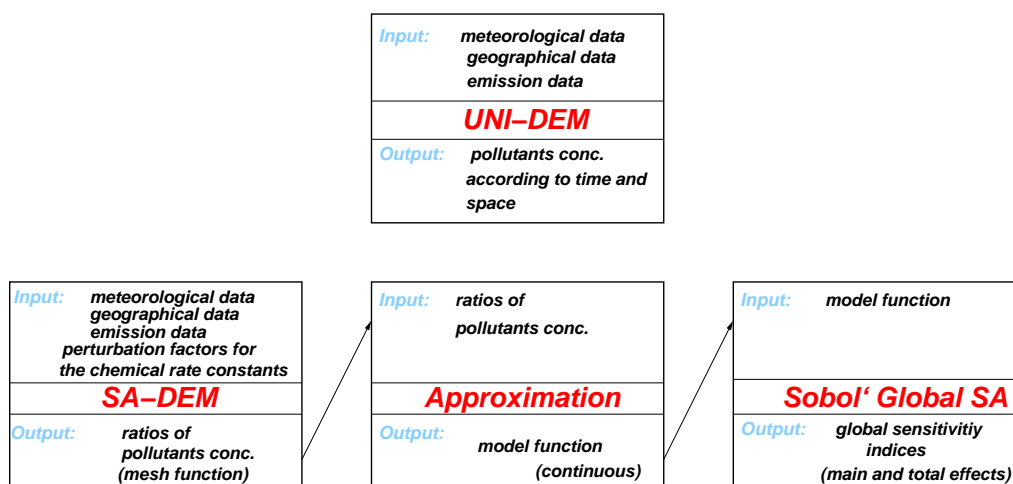 Input: meteorological data
geographical data
emission data
UNI–DEM
Output: pollutants conc.
according to time and
space
Input: meteorological data
geographical data
emission data
perturbation factors for
the chemical rate constants
SA–DEM
Output: ratios of
pollutants conc.
(mesh function)
Input: ratios of
pollutants conc.
Approximation
Output: model function
(continuous)
Input: model function
Sobol‘ Global SA
Output: global sensitivitiy
indices
(main and total effects)